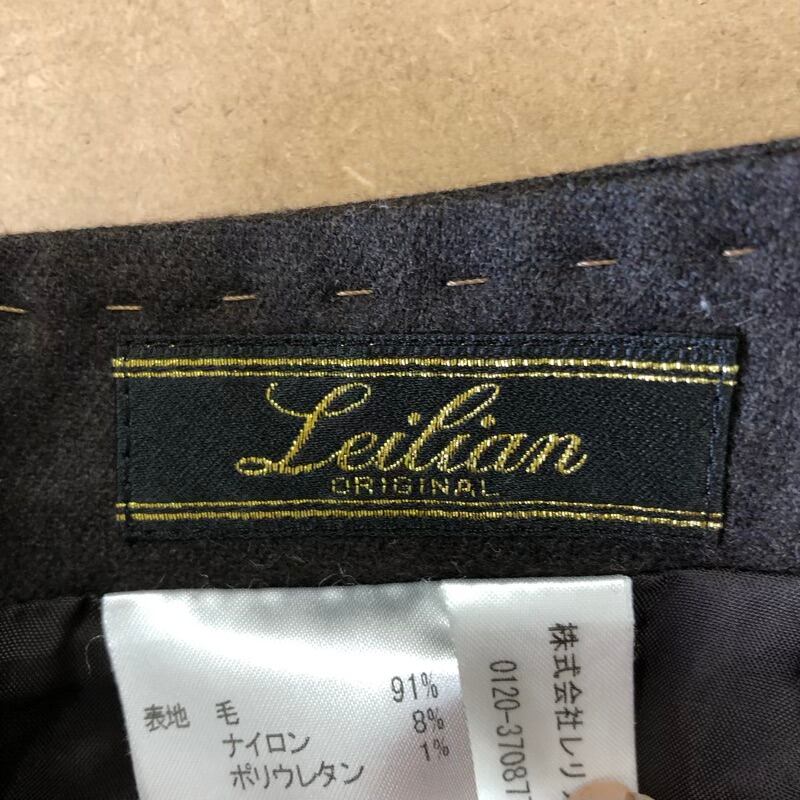 Leilian
ORIGINAL
表地 毛 91%
ナイロン 8%
ポリウレタン 1%
株式会社レリ
0120-37087